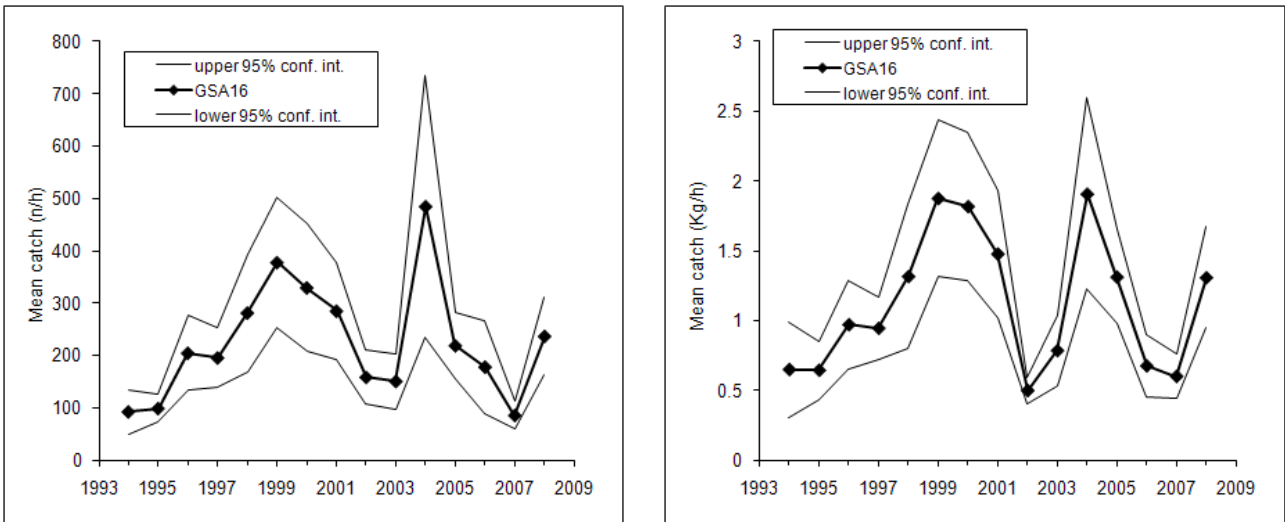 800
700
600
500
400
300
200
100
0
Mean catch (n/h)
upper 95% conf. int.
GSA16
lower 95% conf. int.
1993 1995 1997 1999 2001 2003 2005 2007 2009
3
2.5
2
1.5
1
0.5
0
Mean catch (Kg/h)
upper 95% conf. int.
GSA16
lower 95% conf. int.
1993 1995 1997 1999 2001 2003 2005 2007 2009